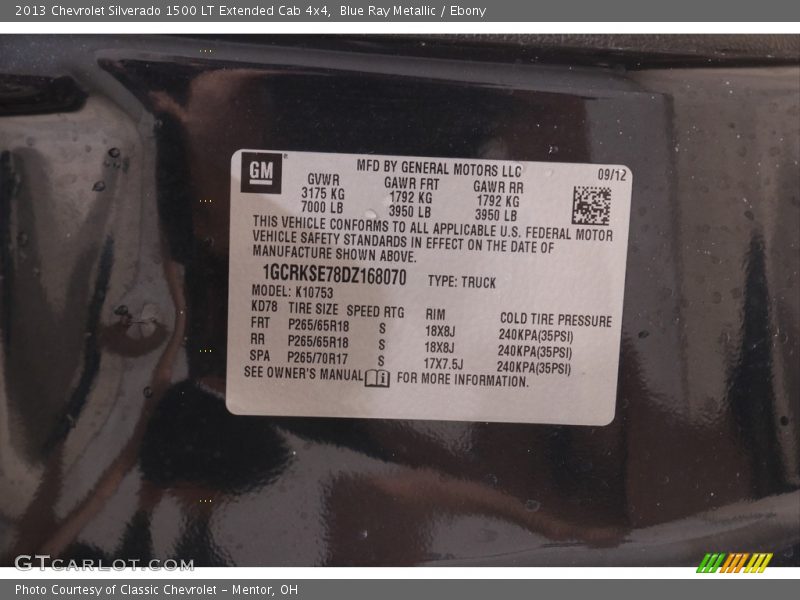 2013 Chevrolet Silverado 1500 LT Extended Cab 4x4, Blue Ray Metallic / Ebony
GM MFD BY GENERAL MOTORS LLC 09/12
GVWR GAWR FRT GAWR RR
3175 KG 1792 KG 1792 KG
7000 LB 3950 LB 3950 LB
THIS VEHICLE CONFORMS TO ALL APPLICABLE U.S. FEDERAL MOTOR
VEHICLE SAFETY STANDARDS IN EFFECT ON THE DATE OF
MANUFACTURE SHOWN ABOVE.
1GCRKSE78DZ168070 TYPE: TRUCK
MODEL: K10753
KD78 TIRE SIZE SPEED RTG RIM COLD TIRE PRESSURE
FRT P265/65R18 S 18X8J 240KPA(35PSI)
RR P265/65R18 S 18X8J 240KPA(35PSI)
SPA P265/70R17 S 17X7.5J 240KPA(35PSI)
SEE OWNER'S MANUAL i FOR MORE INFORMATION.
GTCARLOT.COM
Photo Courtesy of Classic Chevrolet - Mentor, OH